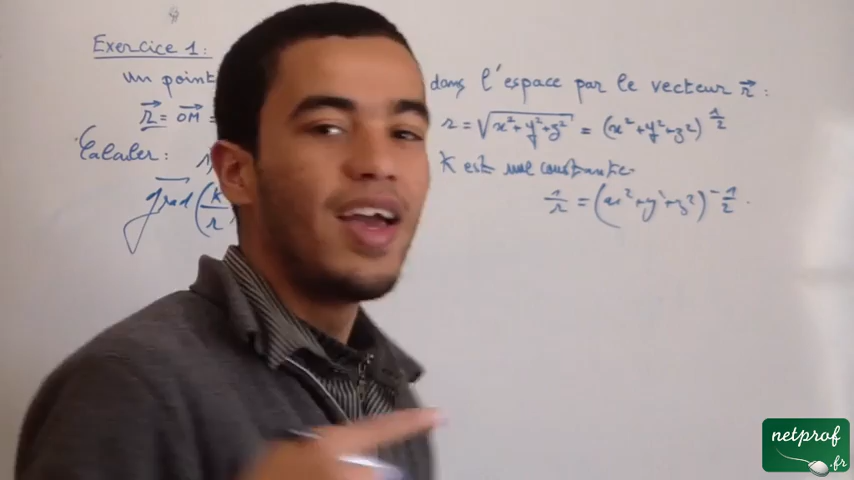 Exercice 1:
un point dans l'espace par le vecteur r⃗ :
r⃗ = OM⃗ = r = √(x²+y²+z²) = (x²+y²+z²)^(1/2)
Calculer: K est une constante.
grad⃗ (K/r 1/r = (x²+y²+z²)^(-1/2).
netprof
.fr